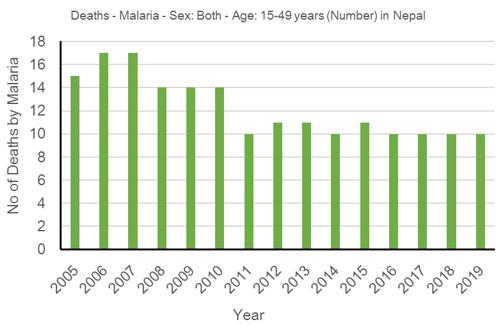 Deaths - Malaria - Sex: Both - Age: 15-49 years (Number) in Nepal
No of Deaths by Malaria
18
16
14
12
10
8
6
4
2
0
2005 2006 2007 2008 2009 2010 2011 2012 2013 2014 2015 2016 2017 2018 2019
Year